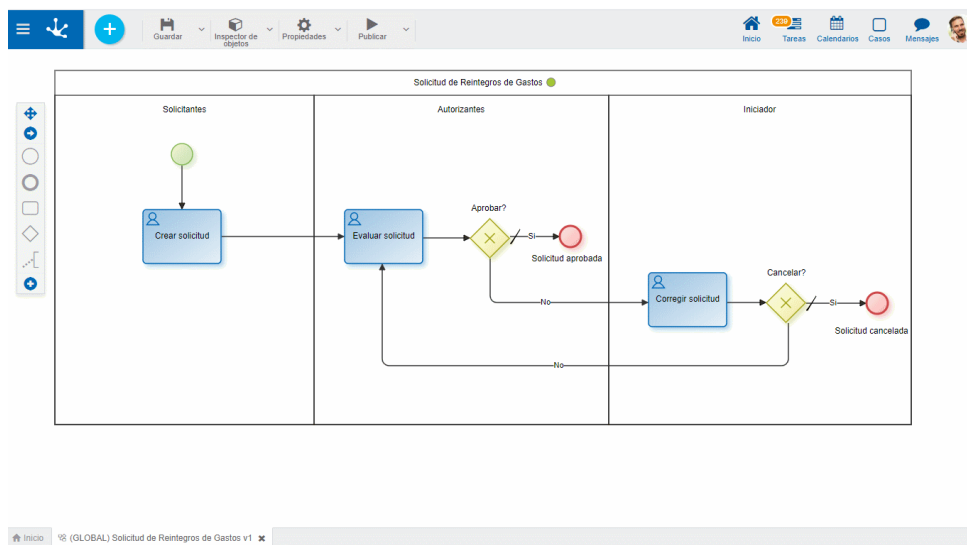 Guardar
Inspector de
objetos
Propiedades
Publicar
Inicio
230
Tareas
Calendarios
Casos
Mensajes
Solicitud de Reintegros de Gastos
Solicitantes
Autorizantes
Iniciador
Crear solicitud
Evaluar solicitud
Aprobar?
Si
Solicitud aprobada
No
Corregir solicitud
Cancelar?
Si
Solicitud cancelada
No
Inicio
(GLOBAL) Solicitud de Reintegros de Gastos v1